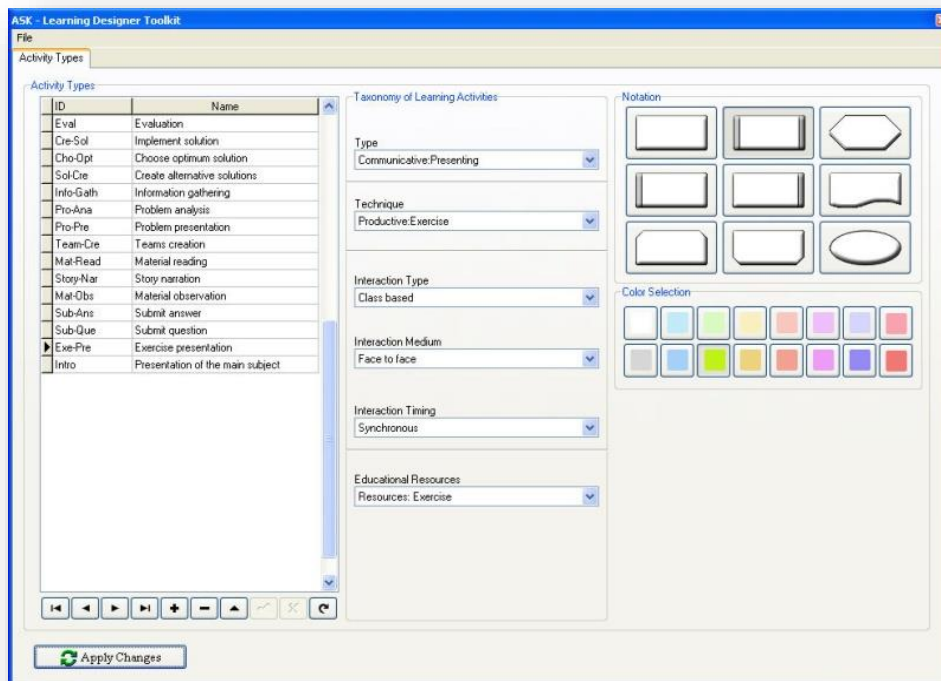 ASK - Learning Designer Toolkit
File
Activity Types
Activity Types
ID Name
Eval Evaluation
Cre-Sol Implement solution
Cho-Opt Choose optimum solution
Sol-Cre Create alternative solutions
Info-Gath Information gathering
Pro-Ana Problem analysis
Pro-Pre Problem presentation
Team-Cre Teams creation
Mat-Read Material reading
Story-Nar Story narration
Mat-Obs Material observation
Sub-Ans Submit answer
Sub-Que Submit question
Exe-Pre Exercise presentation
Intro Presentation of the main subject
Taxonomy of Learning Activities
Type
Communicative:Presenting
Technique
Productive:Exercise
Interaction Type
Class based
Interaction Medium
Face to face
Interaction Timing
Synchronous
Educational Resources
Resources: Exercise
Notation
Color Selection
Apply Changes